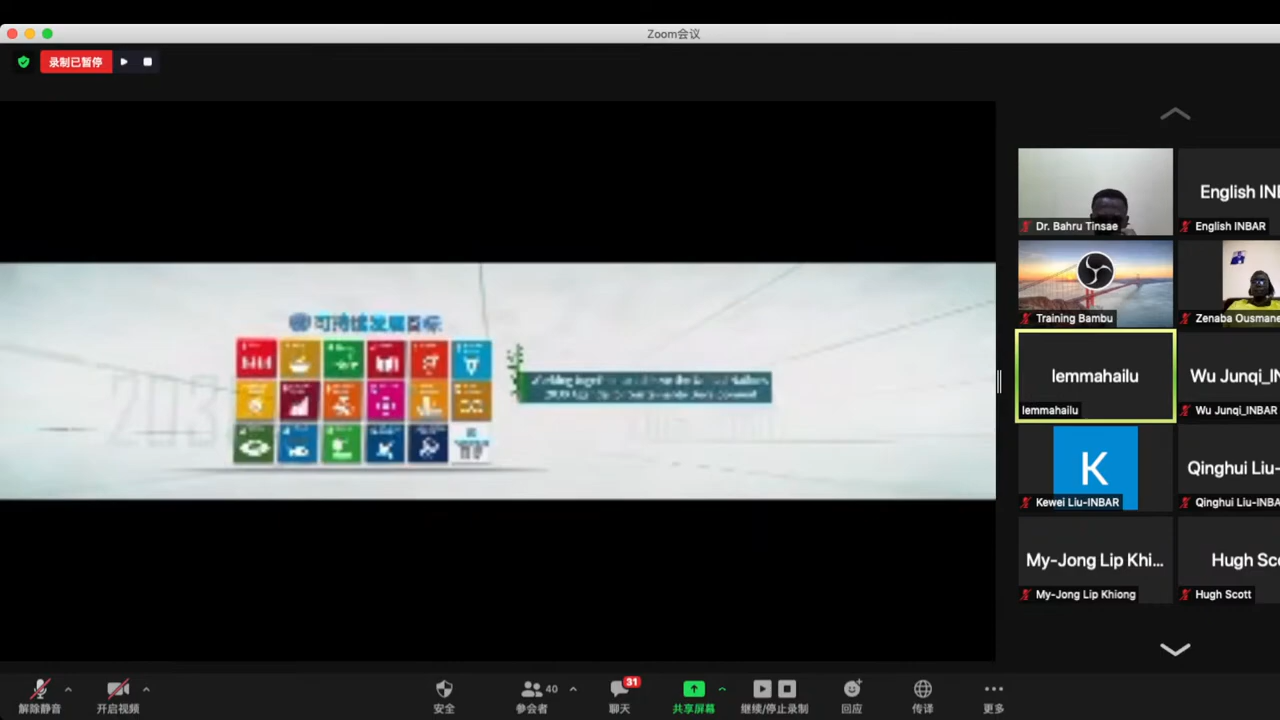 Zoom会议
录制已暂停
可持续发展目标
Working together
Dr. Bahru Tinsae
English INI
English INBAR
Training Bambu
Zenaba Ousmane
lemmahailu
lemmahailu
Wu Junqi_IN
Wu Junqi_INBAR
K
Kewei Liu-INBAR
Qinghui Liu-
Qinghui Liu-INBA
My-Jong Lip Khi...
My-Jong Lip Khiong
Hugh Sco
Hugh Scott
解除静音
开启视频
安全
40
参会者
31
聊天
共享屏幕
继续/停止录制
回应
传译
更多